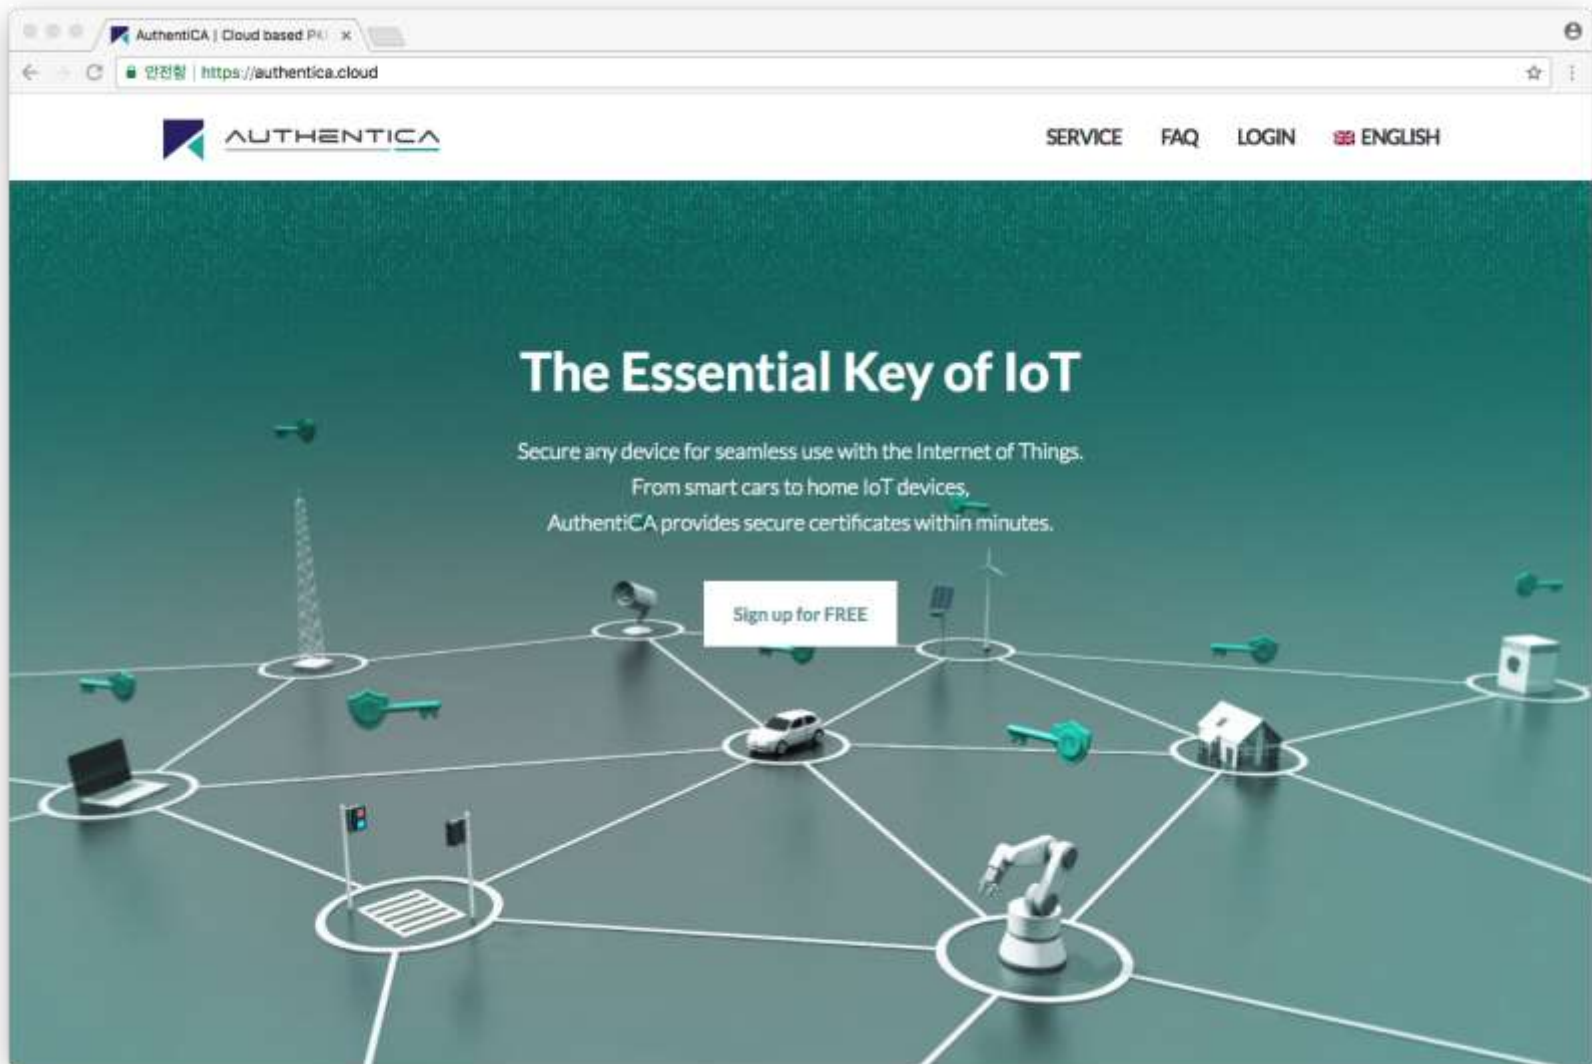 AuthentiCA | Cloud based PKI
안전함 | https://authentica.cloud
AUTHENTICA
SERVICE FAQ LOGIN ENGLISH
The Essential Key of IoT
Secure any device for seamless use with the Internet of Things.
From smart cars to home IoT devices,
AuthentiCA provides secure certificates within minutes.
Sign up for FREE